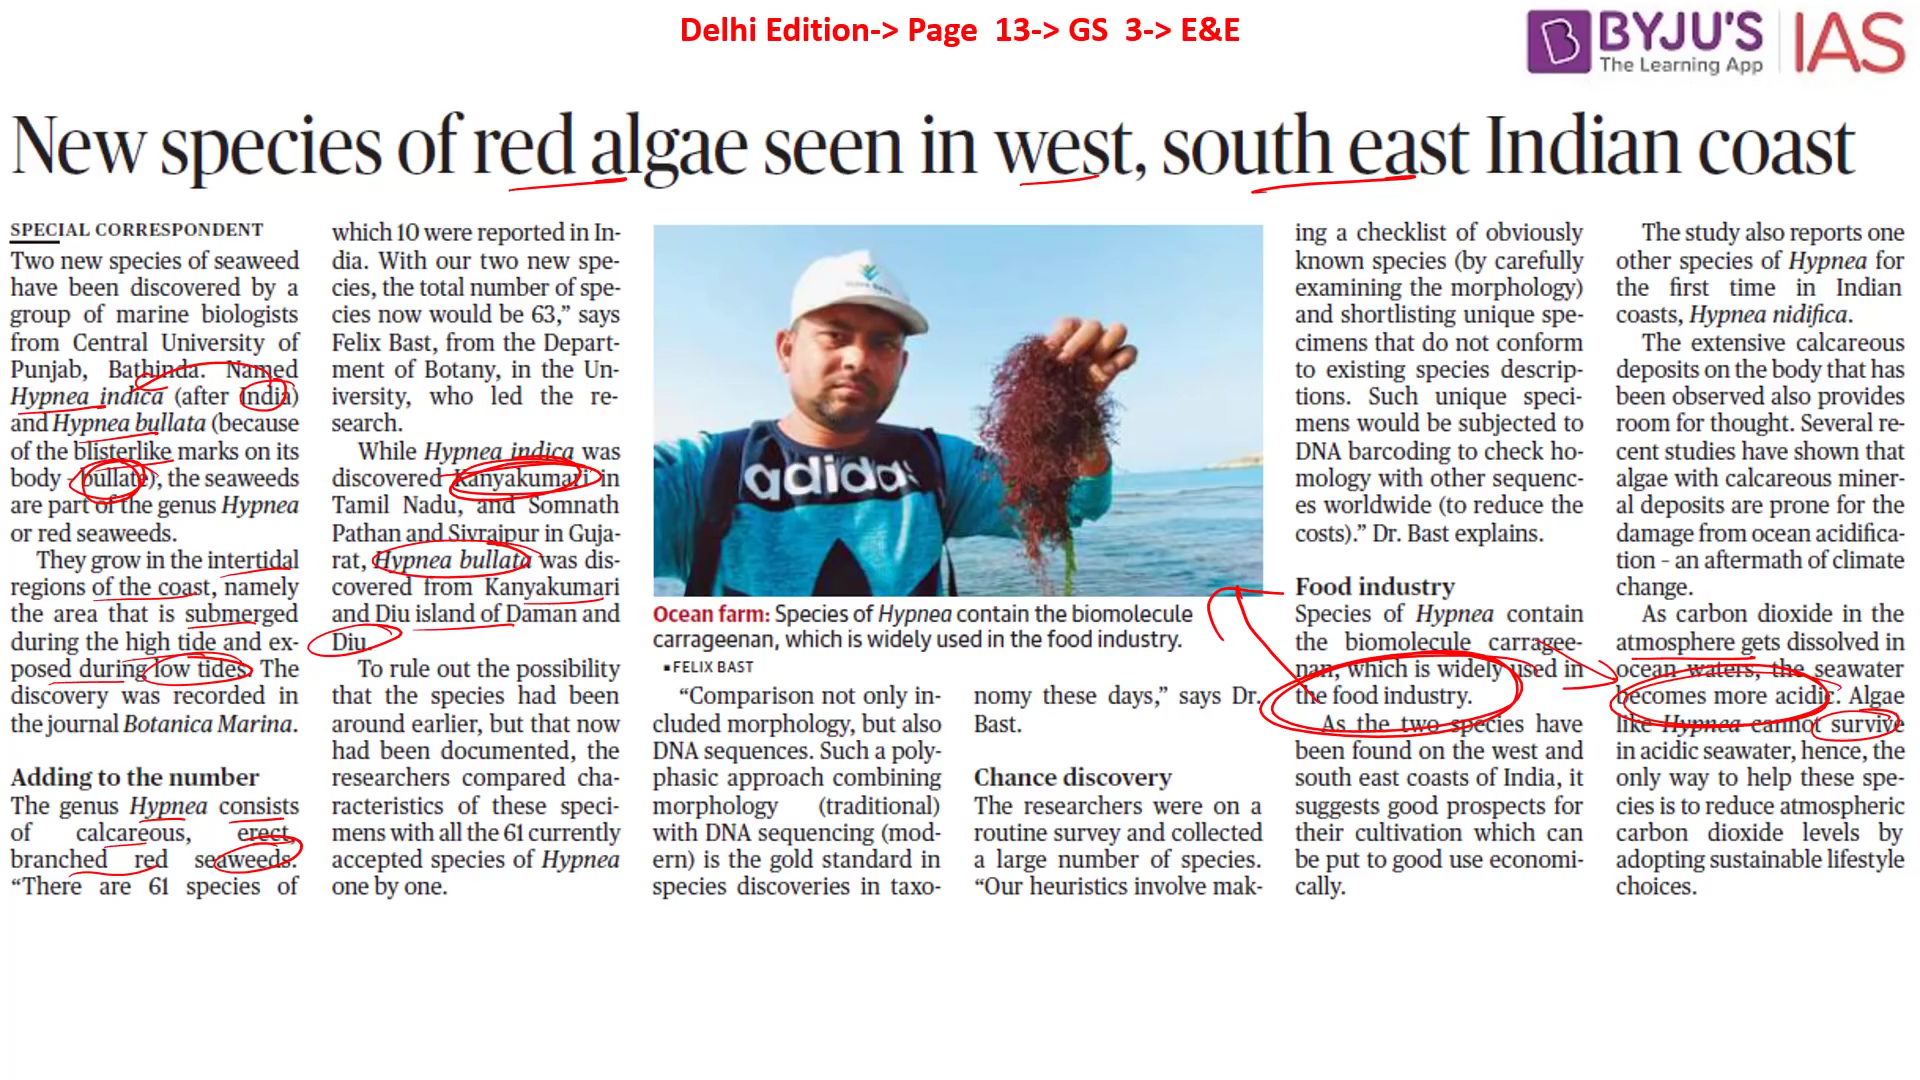 Delhi Edition-> Page 13-> GS 3-> E&E
BYJU'S
The Learning App
IAS
New species of red algae seen in west, south east Indian coast
SPECIAL CORRESPONDENT
Two new species of seaweed
have been discovered by a
group of marine biologists
from Central University of
Punjab, Bathinda. Named
Hypnea indica (after India)
and Hypnea bullata (because
of the blisterlike marks on its
body - bullate), the seaweeds
are part of the genus Hypnea
or red seaweeds.
They grow in the intertidal
regions of the coast, namely
the area that is submerged
during the high tide and ex-
posed during low tides. The
discovery was recorded in
the journal Botanica Marina.
Adding to the number
The genus Hypnea consists
of calcareous, erect,
branched red seaweeds.
“There are 61 species of
which 10 were reported in In-
dia. With our two new spe-
cies, the total number of spe-
cies now would be 63,” says
Felix Bast, from the Depart-
ment of Botany, in the Un-
iversity, who led the re-
search.
While Hypnea indica was
discovered Kanyakumari in
Tamil Nadu, and Somnath
Pathan and Sivrajpur in Guja-
rat, Hypnea bullata was dis-
covered from Kanyakumari
and Diu island of Daman and
Diu.
To rule out the possibility
that the species had been
around earlier, but that now
had been documented, the
researchers compared cha-
racteristics of these speci-
mens with all the 61 currently
accepted species of Hypnea
one by one.
adidas
Ocean farm: Species of Hypnea contain the biomolecule
carrageenan, which is widely used in the food industry.
▪FELIX BAST
“Comparison not only in-
cluded morphology, but also
DNA sequences. Such a poly-
phasic approach combining
morphology (traditional)
with DNA sequencing (mod-
ern) is the gold standard in
species discoveries in taxo-
nomy these days,” says Dr.
Bast.
Chance discovery
The researchers were on a
routine survey and collected
a large number of species.
“Our heuristics involve mak-
ing a checklist of obviously
known species (by carefully
examining the morphology)
and shortlisting unique spe-
cimens that do not conform
to existing species descrip-
tions. Such unique speci-
mens would be subjected to
DNA barcoding to check ho-
mology with other sequenc-
es worldwide (to reduce the
costs).” Dr. Bast explains.
Food industry
Species of Hypnea contain
the biomolecule carragee-
nan, which is widely used in
the food industry.
As the two species have
been found on the west and
south east coasts of India, it
suggests good prospects for
their cultivation which can
be put to good use economi-
cally.
The study also reports one
other species of Hypnea for
the first time in Indian
coasts, Hypnea nidifica.
The extensive calcareous
deposits on the body that has
been observed also provides
room for thought. Several re-
cent studies have shown that
algae with calcareous miner-
al deposits are prone for the
damage from ocean acidifica-
tion - an aftermath of climate
change.
As carbon dioxide in the
atmosphere gets dissolved in
ocean waters, the seawater
becomes more acidic. Algae
like Hypnea cannot survive
in acidic seawater, hence, the
only way to help these spe-
cies is to reduce atmospheric
carbon dioxide levels by
adopting sustainable lifestyle
choices.